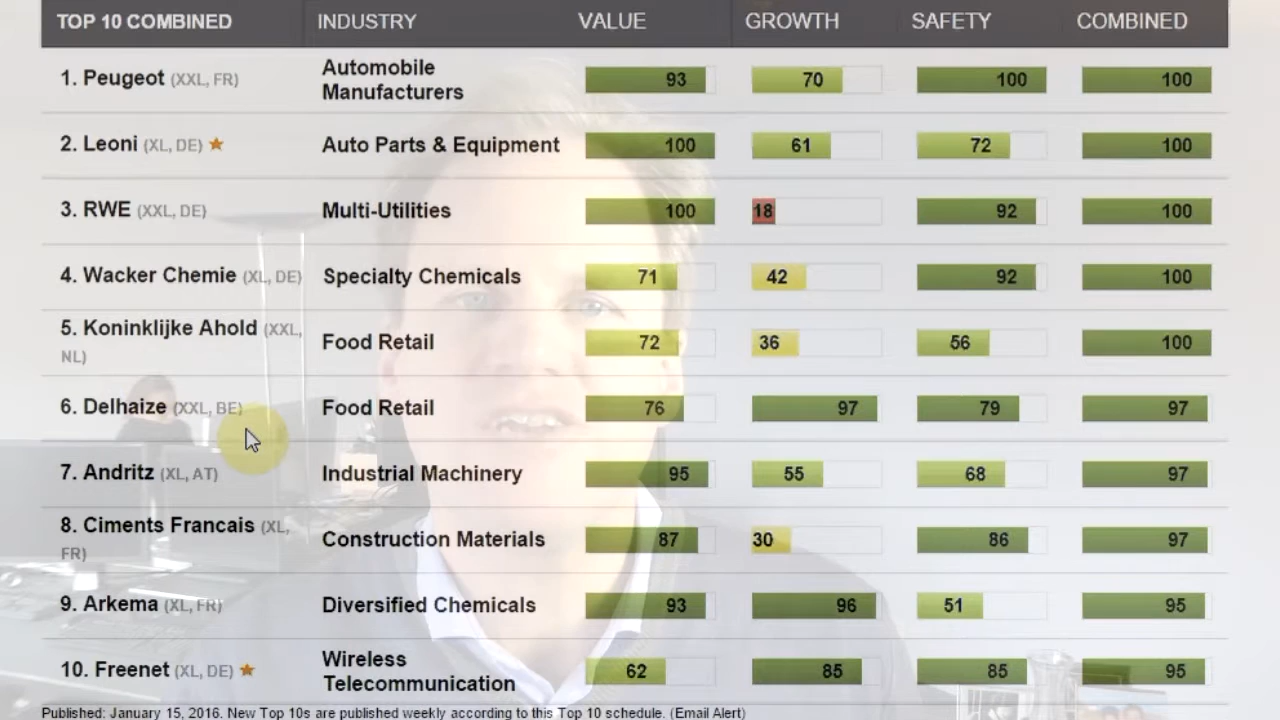 TOP 10 COMBINED INDUSTRY VALUE GROWTH SAFETY COMBINED
1. Peugeot (XXL, FR) Automobile Manufacturers 93 70 100 100
2. Leoni (XL, DE) Auto Parts & Equipment 100 61 72 100
3. RWE (XXL, DE) Multi-Utilities 100 18 92 100
4. Wacker Chemie (XL, DE) Specialty Chemicals 71 42 92 100
5. Koninklijke Ahold (XXL, NL) Food Retail 72 36 56 100
6. Delhaize (XXL, BE) Food Retail 76 97 79 97
7. Andritz (XL, AT) Industrial Machinery 95 55 68 97
8. Ciments Francais (XL, FR) Construction Materials 87 30 86 97
9. Arkema (XL, FR) Diversified Chemicals 93 96 51 95
10. Freenet (XL, DE) Wireless Telecommunication 62 85 85 95
Published: January 15, 2016. New Top 10s are published weekly according to this Top 10 schedule. (Email Alert)